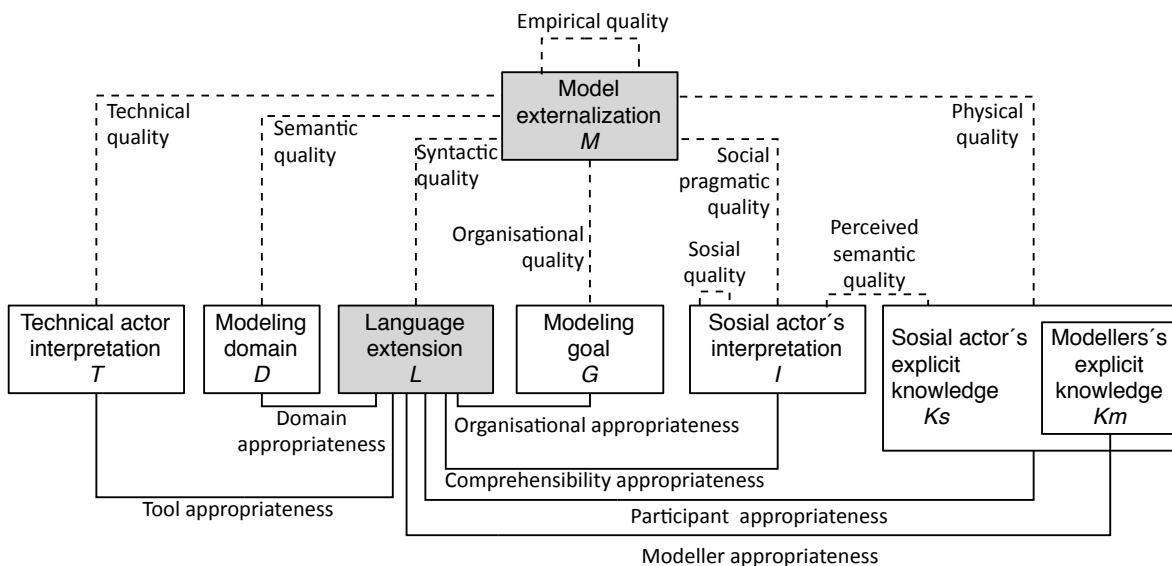 Empirical quality
Model
externalization
M
Technical
quality
Semantic
quality
Syntactic
quality
Social
pragmatic
quality
Physical
quality
Organisational
quality
Sosial
quality
Perceived
semantic
quality
Technical actor
interpretation
T
Modeling
domain
D
Language
extension
L
Modeling
goal
G
Sosial actor´s
interpretation
I
Sosial actor´s
explicit
knowledge
Ks
Modellers´s
explicit
knowledge
Km
Domain
appropriateness
Organisational appropriateness
Comprehensibility appropriateness
Tool appropriateness
Participant appropriateness
Modeller appropriateness